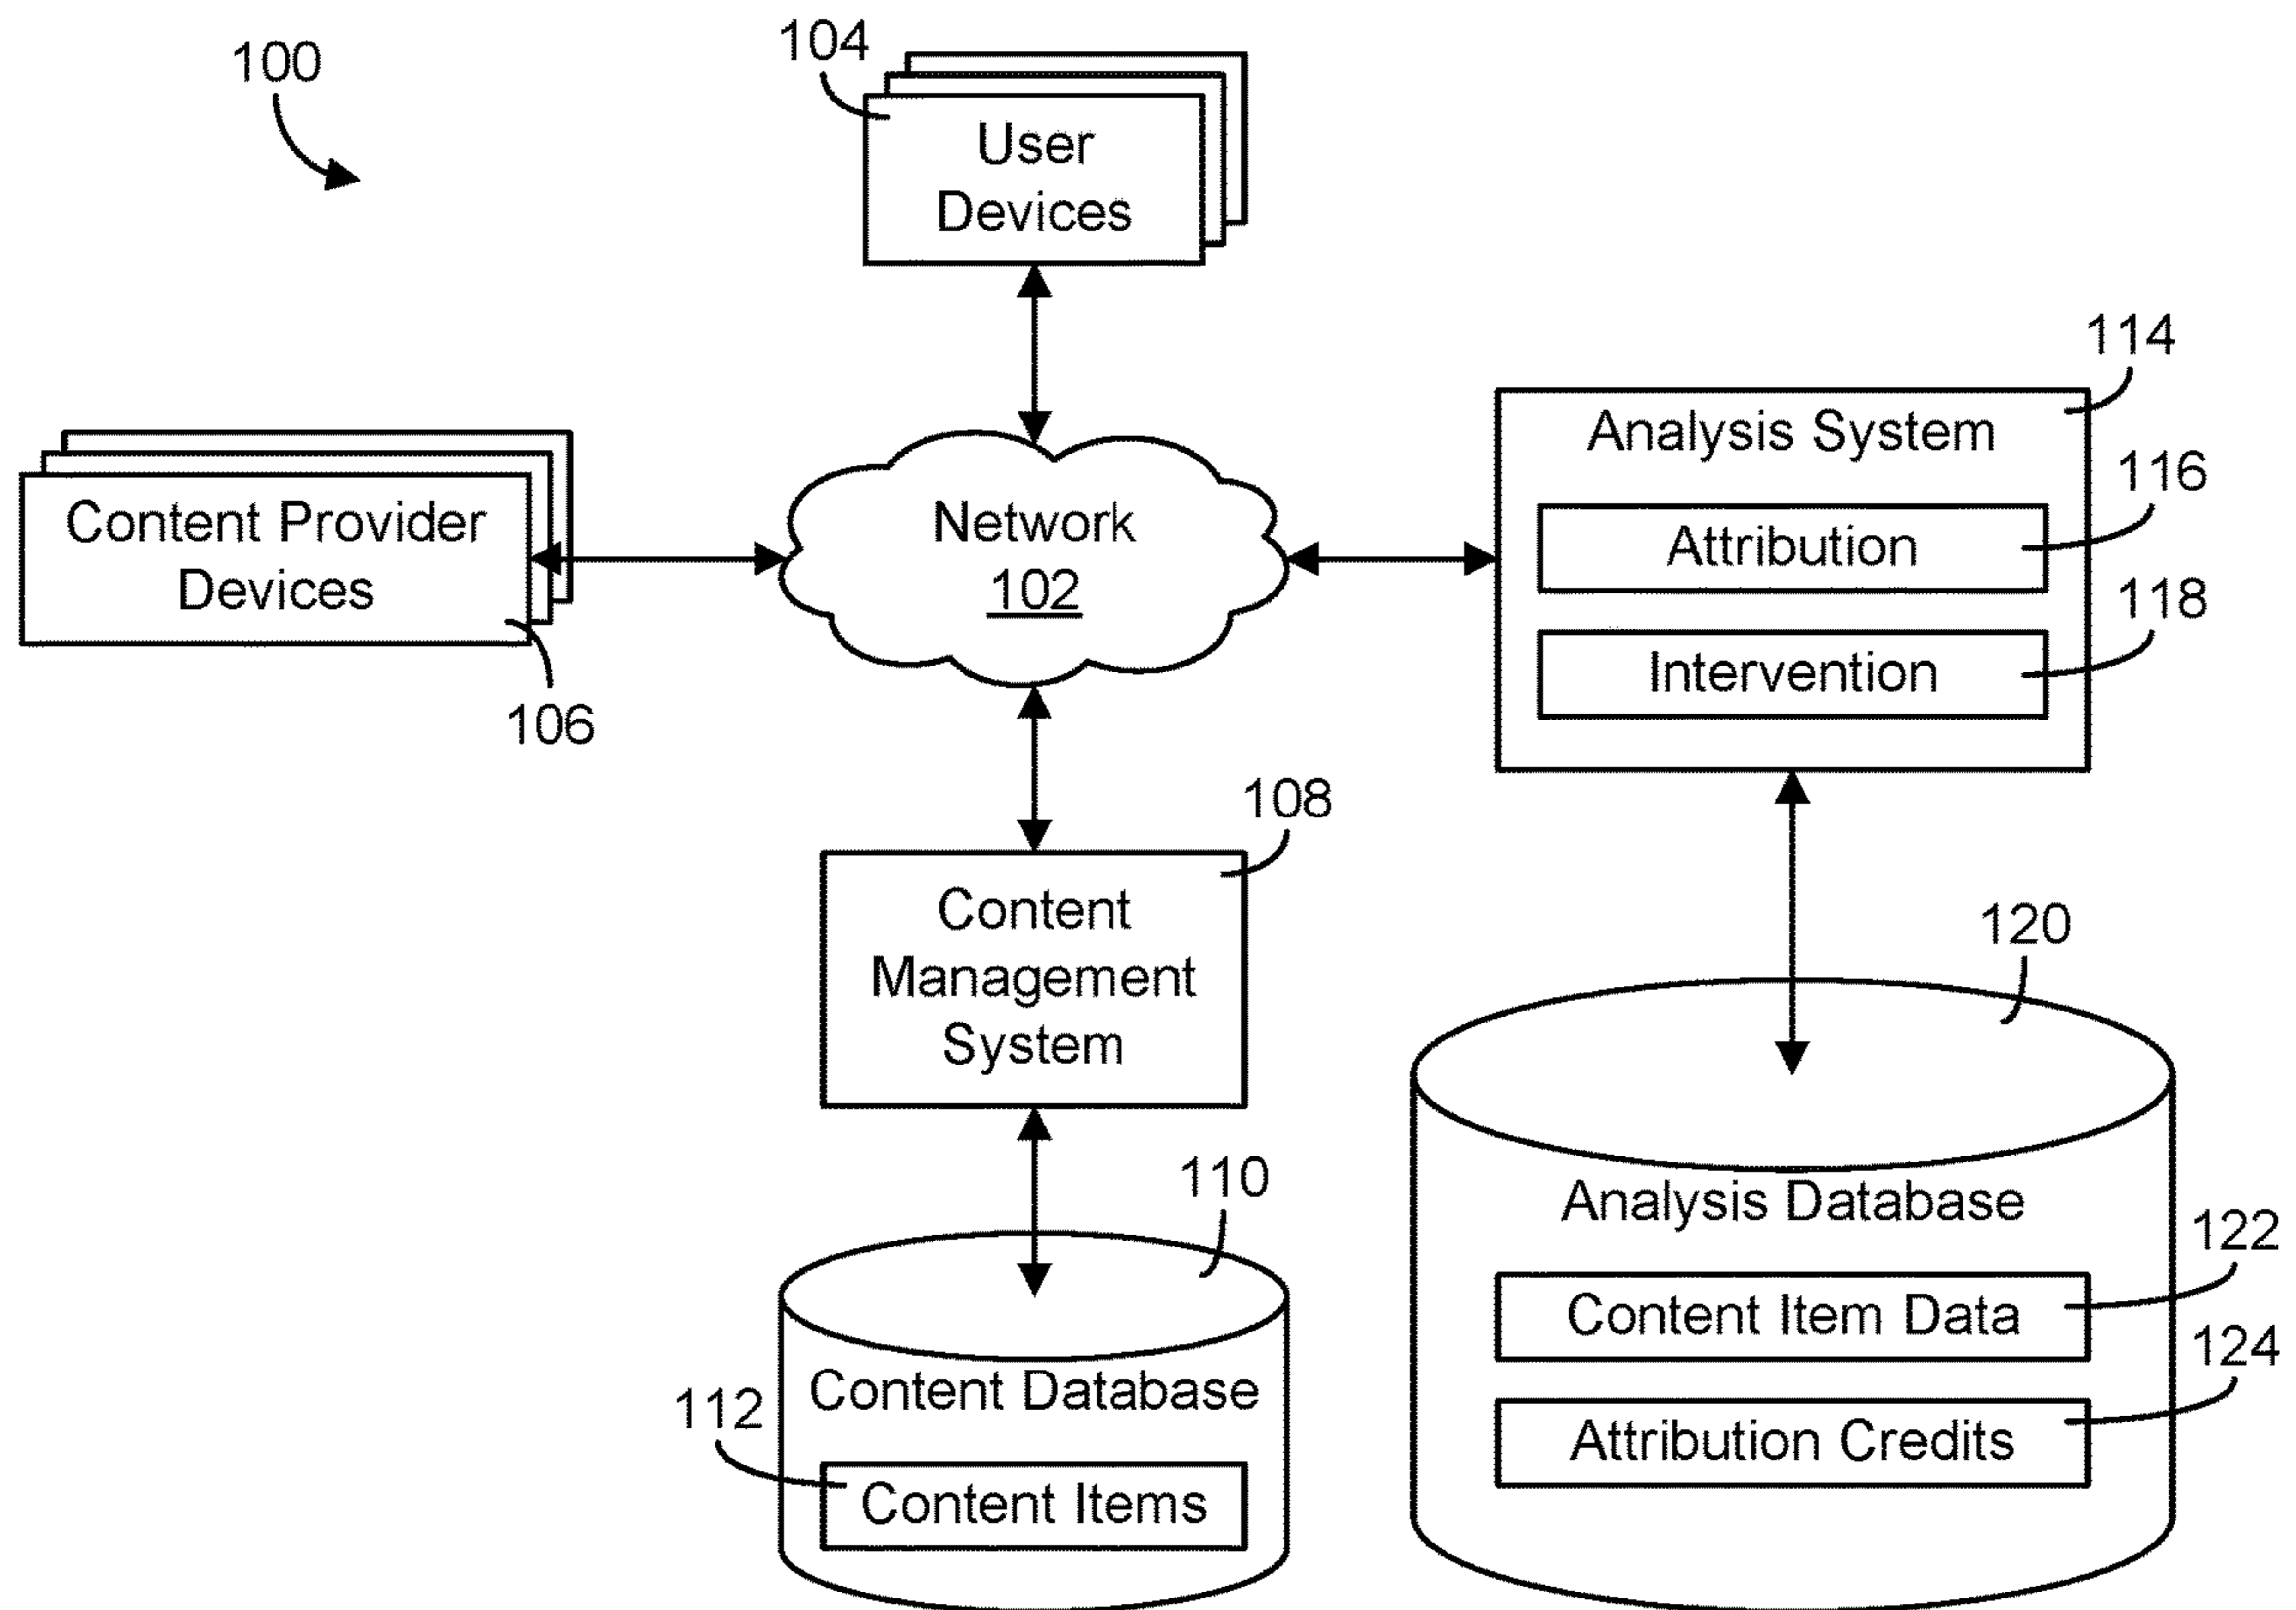 100
104
User
Devices
114
Analysis System
116
Attribution
118
Intervention
Content Provider
Devices
106
Network
102
108
Content
Management
System
120
110
Analysis Database
122
Content Item Data
124
Attribution Credits
Content Database
112
Content Items